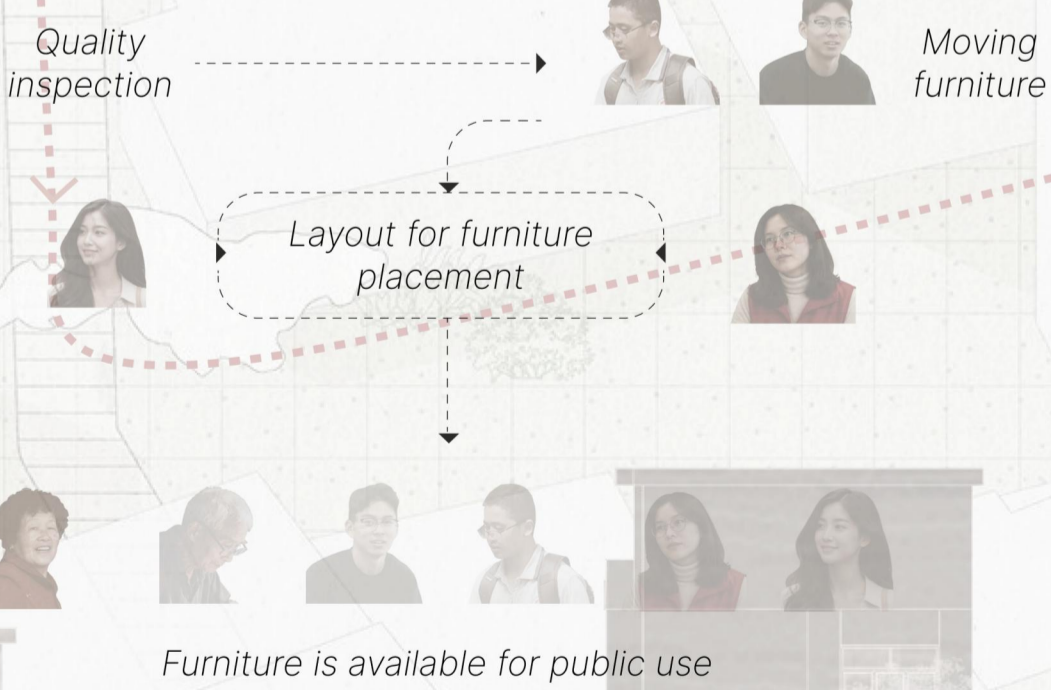 Quality
inspection
Moving
furniture
Layout for furniture
placement
Furniture is available for public use